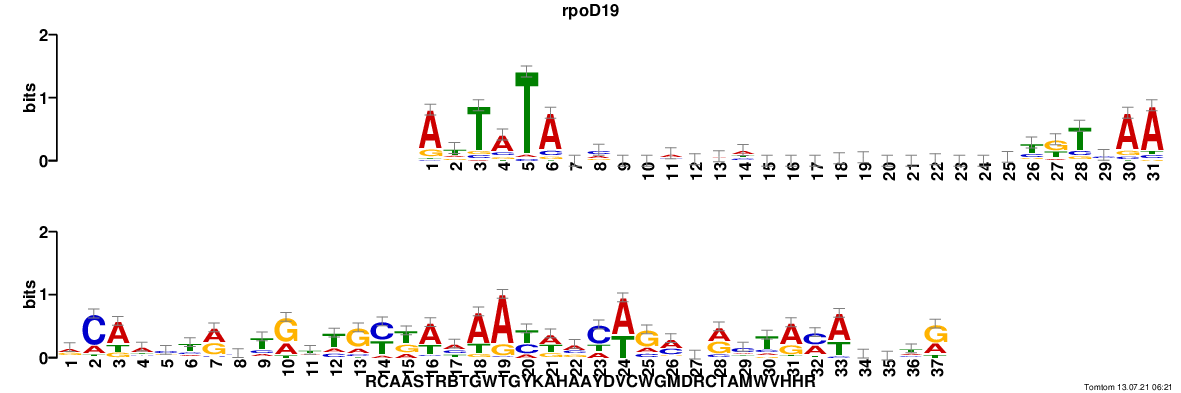 rpoD19
2
bits
1
0
1 2 3 4 5 6 7 8 9 10 11 12 13 14 15 16 17 18 19 20 21 22 23 24 25 26 27 28 29 30 31
2
bits
1
0
1 2 3 4 5 6 7 8 9 10 11 12 13 14 15 16 17 18 19 20 21 22 23 24 25 26 27 28 29 30 31 32 33 34 35 36 37
RCAASTRBTGWTGYKAHAAYDVCWGMDRCTAMWVHHR
Tomtom 13.07.21 06:21